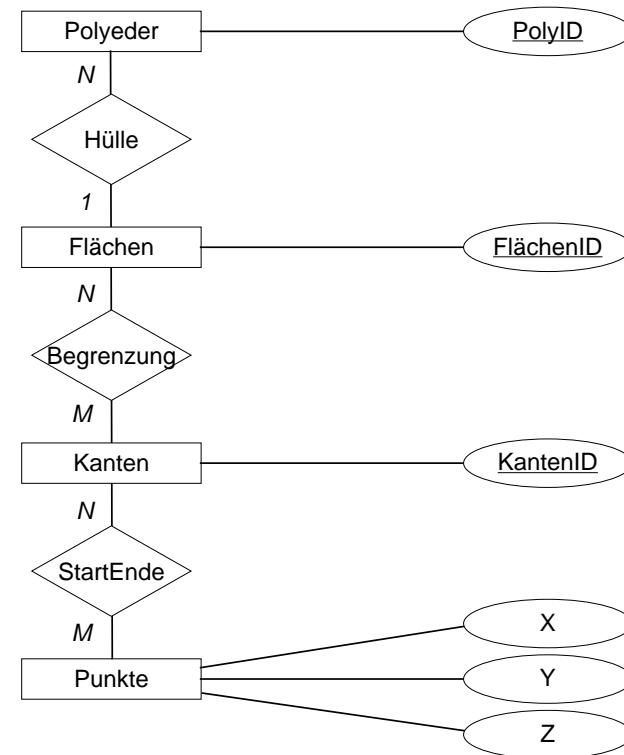 Polyeder PolyID
N
Hülle
1
Flächen FlächenID
N
Begrenzung
M
Kanten KantenID
N
StartEnde
M
X
Punkte Y
Z